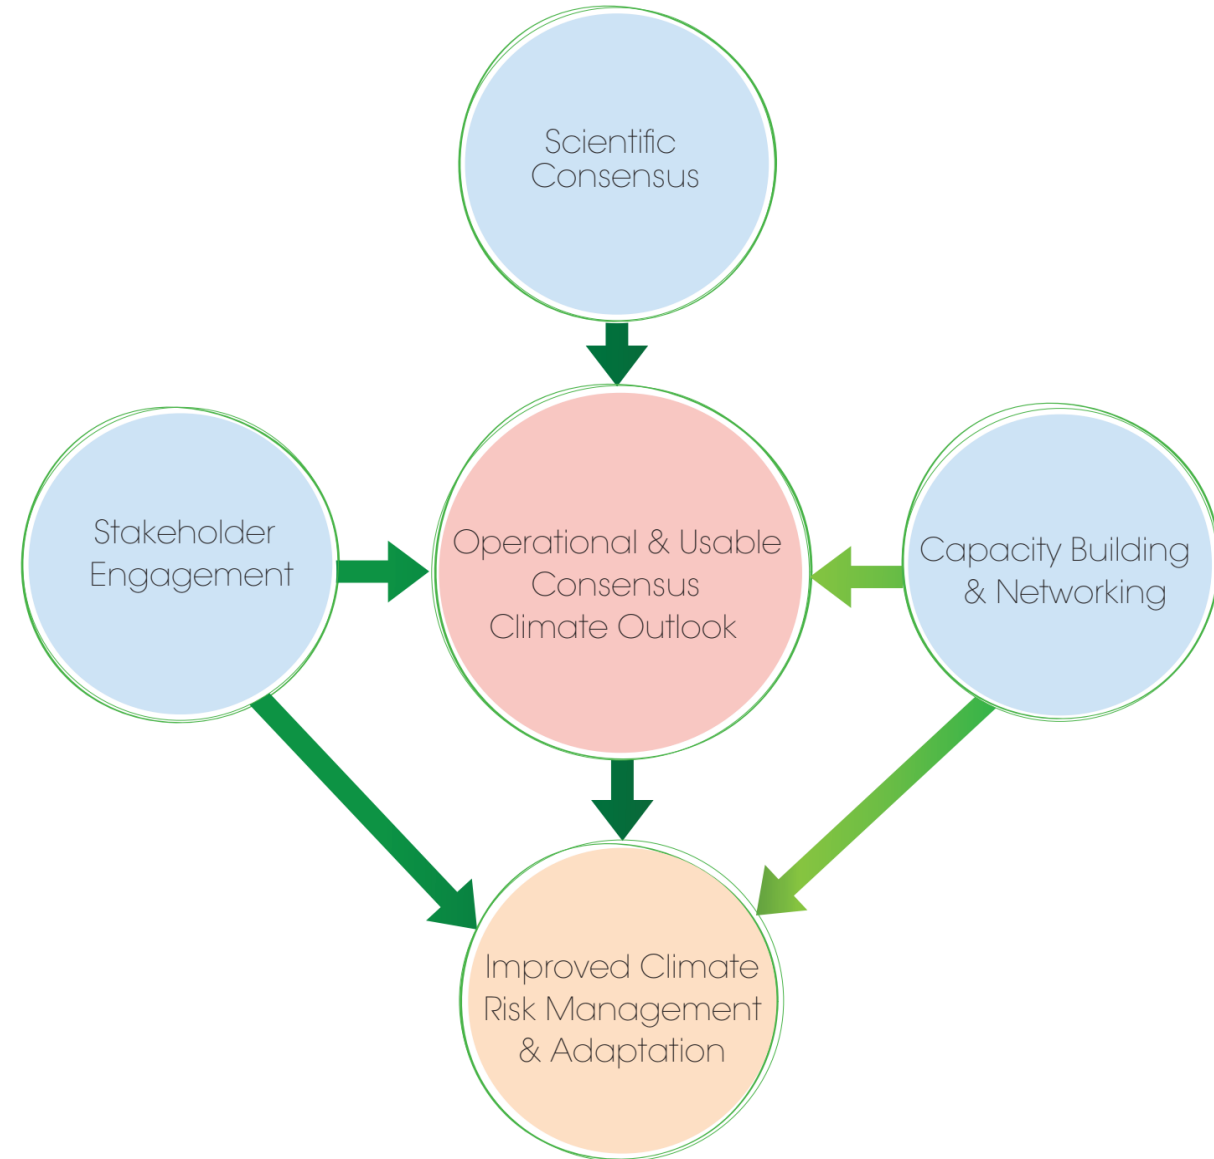 Scientific
Consensus
Stakeholder
Engagement
Operational & Usable
Consensus
Climate Outlook
Capacity Building
& Networking
Improved Climate
Risk Management
& Adaptation